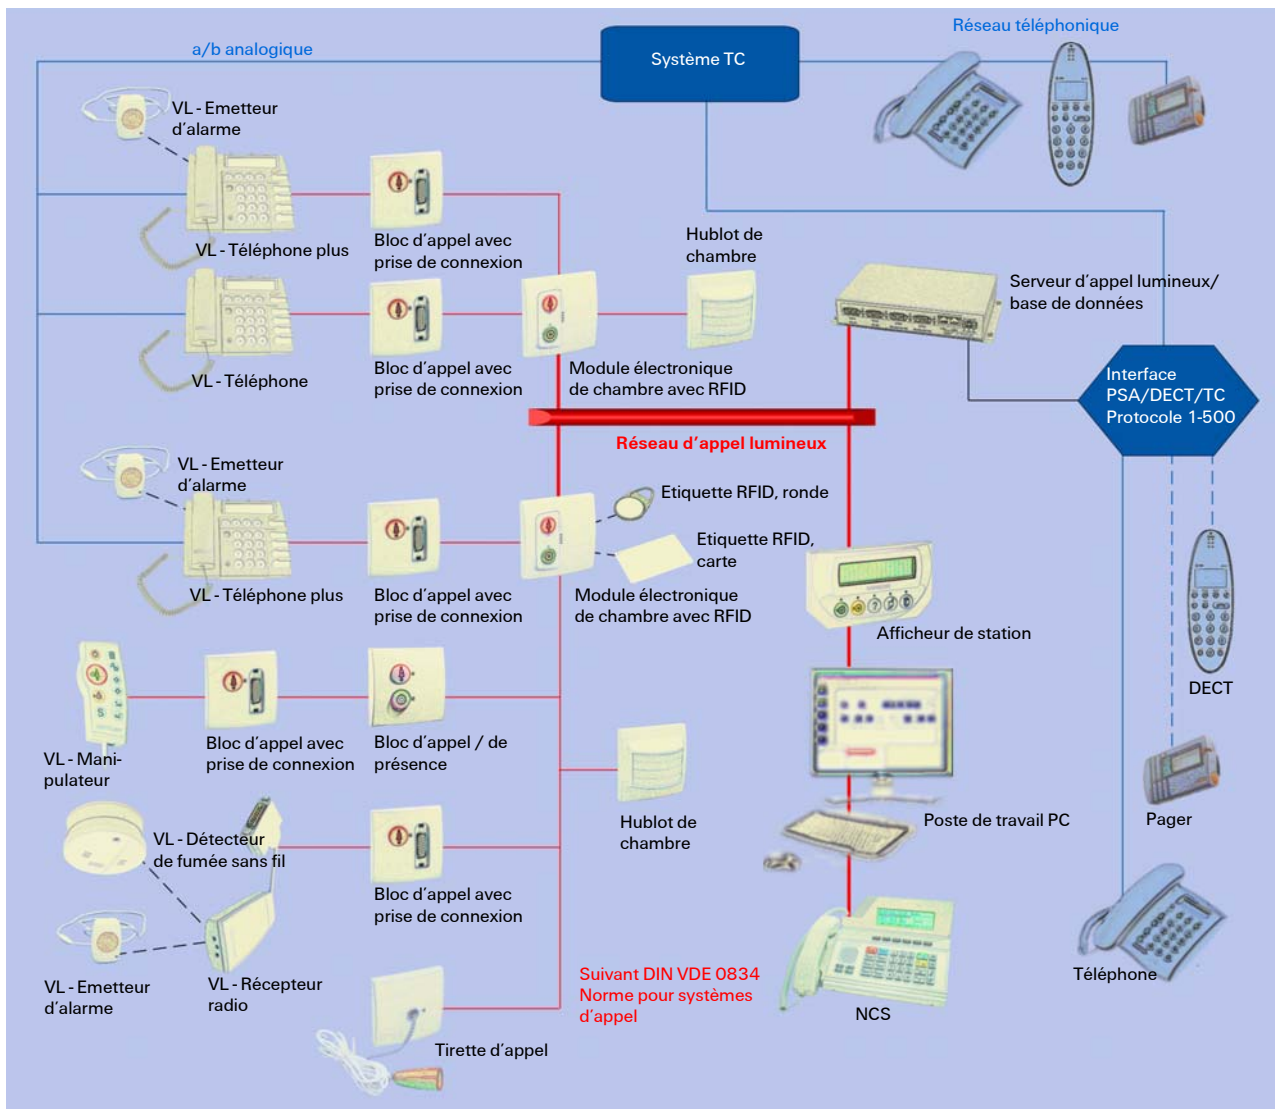 Réseau téléphonique
a/b analogique
Système TC
VL - Emetteur
d'alarme
VL - Téléphone plus
Bloc d'appel avec
prise de connexion
Hublot de
chambre
Serveur d'appel lumineux/
base de données
VL - Téléphone
Bloc d'appel avec
prise de connexion
Module électronique
de chambre avec RFID
Interface
PSA/DECT/TC
Protocole 1-500
Réseau d'appel lumineux
VL - Emetteur
d'alarme
Etiquette RFID, ronde
Etiquette RFID,
carte
VL - Téléphone plus
Bloc d'appel avec
prise de connexion
Module électronique
de chambre avec RFID
Afficheur de station
DECT
VL - Mani-
pulateur
Bloc d'appel avec
prise de connexion
Bloc d'appel / de
présence
Hublot de
chambre
Poste de travail PC
Pager
VL - Détecteur
de fumée sans fil
Bloc d'appel avec
prise de connexion
VL - Emetteur
d'alarme
VL - Récepteur
radio
Suivant DIN VDE 0834
Norme pour systèmes
d'appel
NCS
Téléphone
Tirette d'appel